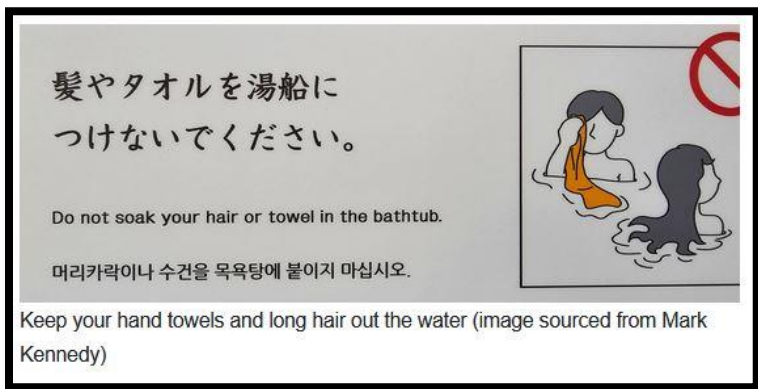 髪やタオルを湯船に
つけないでください。
Do not soak your hair or towel in the bathtub.
머리카락이나 수건을 목욕탕에 붙이지 마십시오.
Keep your hand towels and long hair out the water (image sourced from Mark
Kennedy)